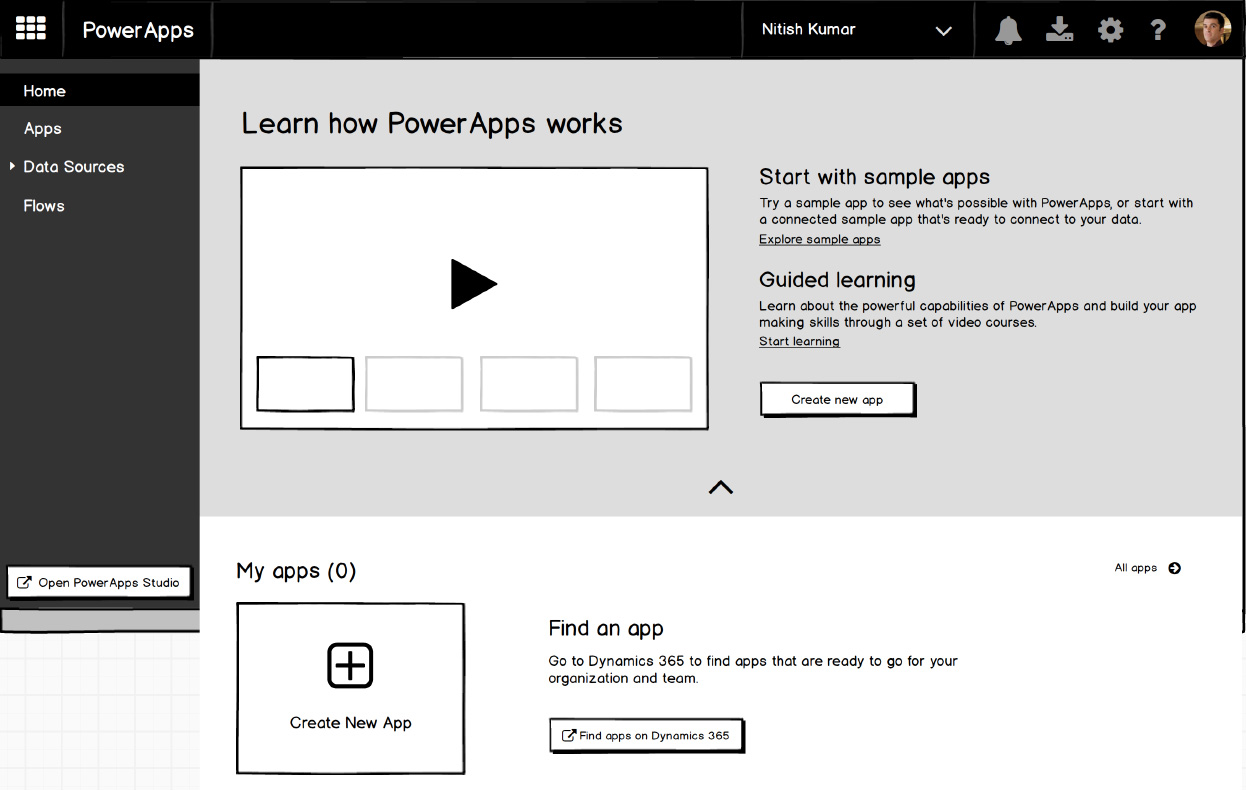 PowerApps
Nitish Kumar
?
Home
Apps
Data Sources
Flows
Open PowerApps Studio
Learn how PowerApps works
Start with sample apps
Try a sample app to see what's possible with PowerApps, or start with
a connected sample app that's ready to connect to your data.
Explore sample apps
Guided learning
Learn about the powerful capabilities of PowerApps and build your app
making skills through a set of video courses.
Start learning
Create new app
My apps (0)
All apps
Create New App
Find an app
Go to Dynamics 365 to find apps that are ready to go for your
organization and team.
Find apps on Dynamics 365